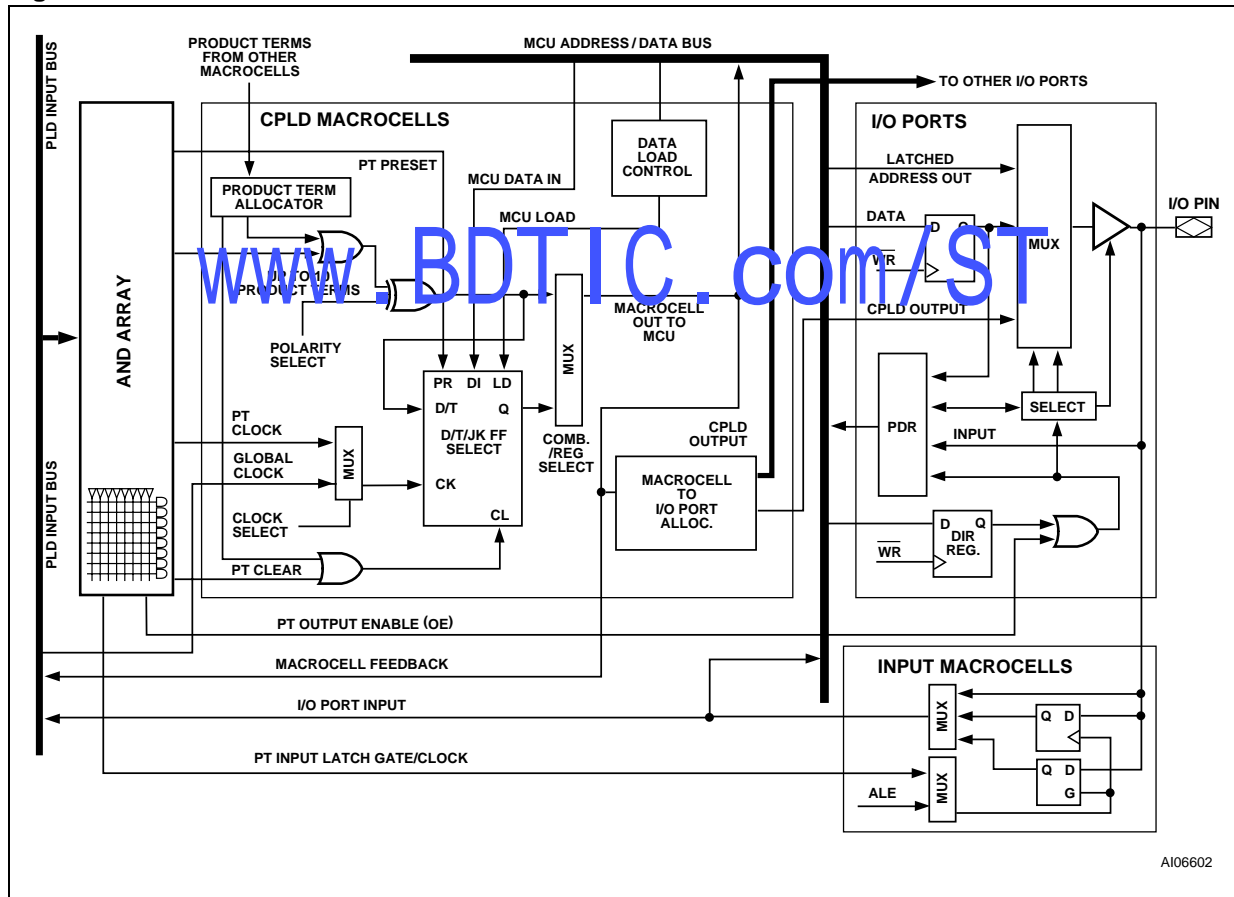 PRODUCT TERMS
FROM OTHER
MACROCELLS
MCU ADDRESS / DATA BUS
PLD INPUT BUS
TO OTHER I/O PORTS
CPLD MACROCELLS
I/O PORTS
AND ARRAY
PT PRESET
PRODUCT TERM
ALLOCATOR
MCU DATA IN
DATA
LOAD
CONTROL
MCU LOAD
LATCHED
ADDRESS OUT
DATA
D Q
WR
MUX
I/O PIN
www.BDTIC.com/ST
UP TO 10
PRODUCT TERMS
POLARITY
SELECT
MUX
MACROCELL
OUT TO
MCU
CPLD OUTPUT
PR DI LD
D/T Q
D/T/JK FF
SELECT
CK
CL
COMB.
/REG
SELECT
CPLD
OUTPUT
PT
CLOCK
GLOBAL
CLOCK
MUX
CLOCK
SELECT
PT CLEAR
MACROCELL
TO
I/O PORT
ALLOC.
PDR
SELECT
INPUT
D Q
DIR
REG.
WR
PLD INPUT BUS
PT OUTPUT ENABLE (OE)
MACROCELL FEEDBACK
I/O PORT INPUT
PT INPUT LATCH GATE/CLOCK
INPUT MACROCELLS
MUX
Q D
Q D
G
MUX
ALE
AI06602